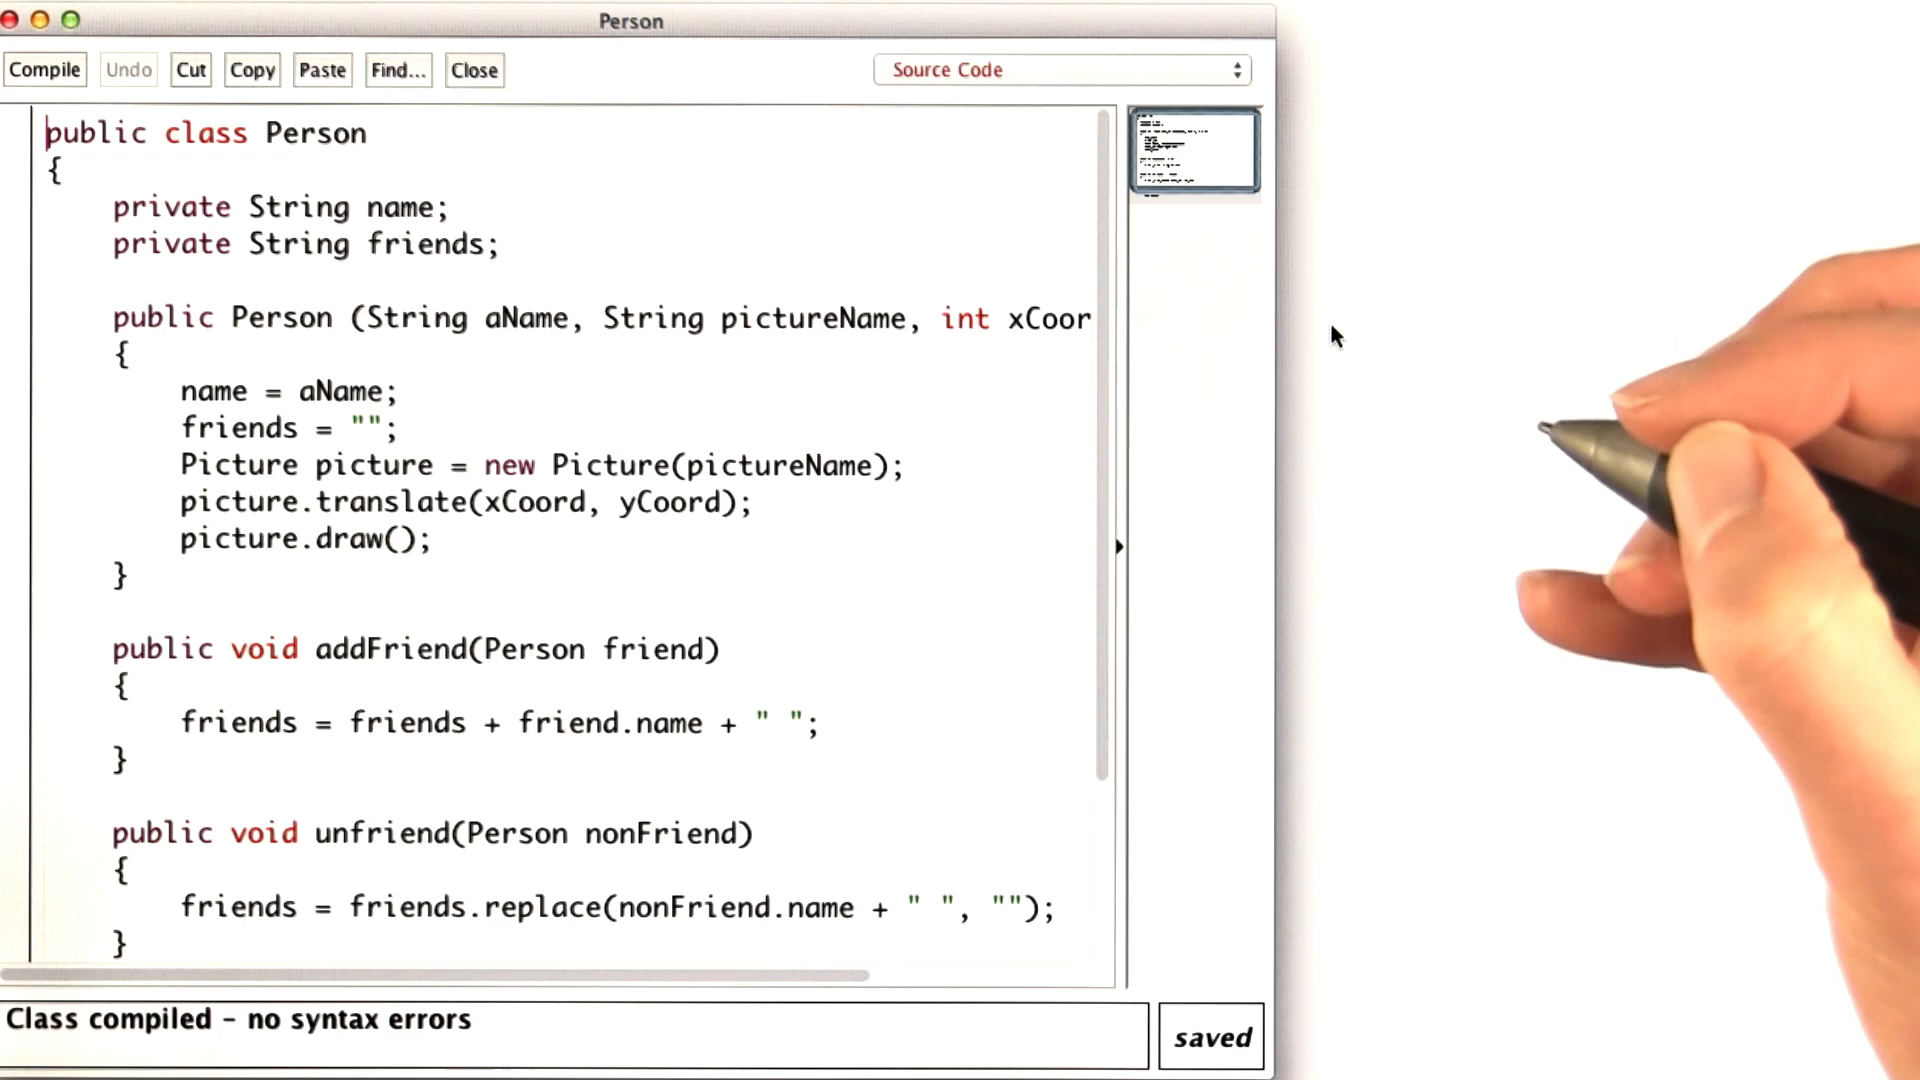 Person
Compile Undo Cut Copy Paste Find... Close Source Code
public class Person
{
private String name;
private String friends;
public Person (String aName, String pictureName, int xCoor
{
name = aName;
friends = "";
Picture picture = new Picture(pictureName);
picture.translate(xCoord, yCoord);
picture.draw();
}
public void addFriend(Person friend)
{
friends = friends + friend.name + " ";
}
public void unfriend(Person nonFriend)
{
friends = friends.replace(nonFriend.name + " ", "");
}
Class compiled - no syntax errors
saved